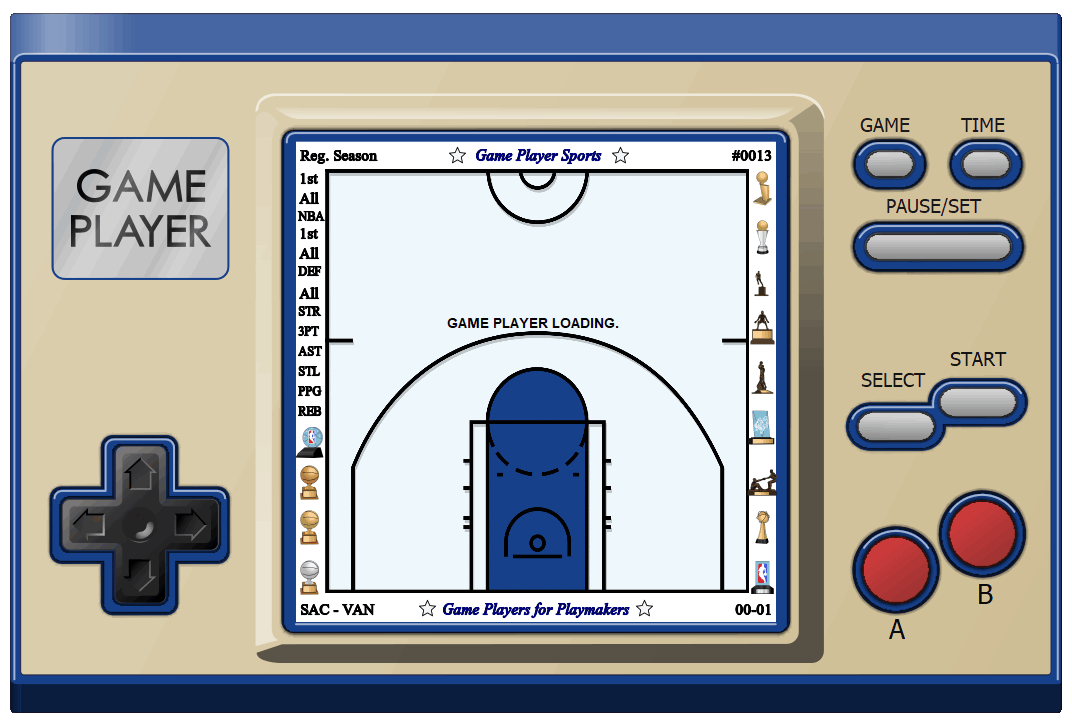 GAME
PLAYER
Reg. Season
Game Player Sports
#0013
1st
All
NBA
1st
All
DEF
All
STR
3PT
AST
STL
PPG
REB
GAME PLAYER LOADING.
SAC - VAN
Game Players for Playmakers
00-01
GAME
TIME
PAUSE/SET
START
SELECT
B
A